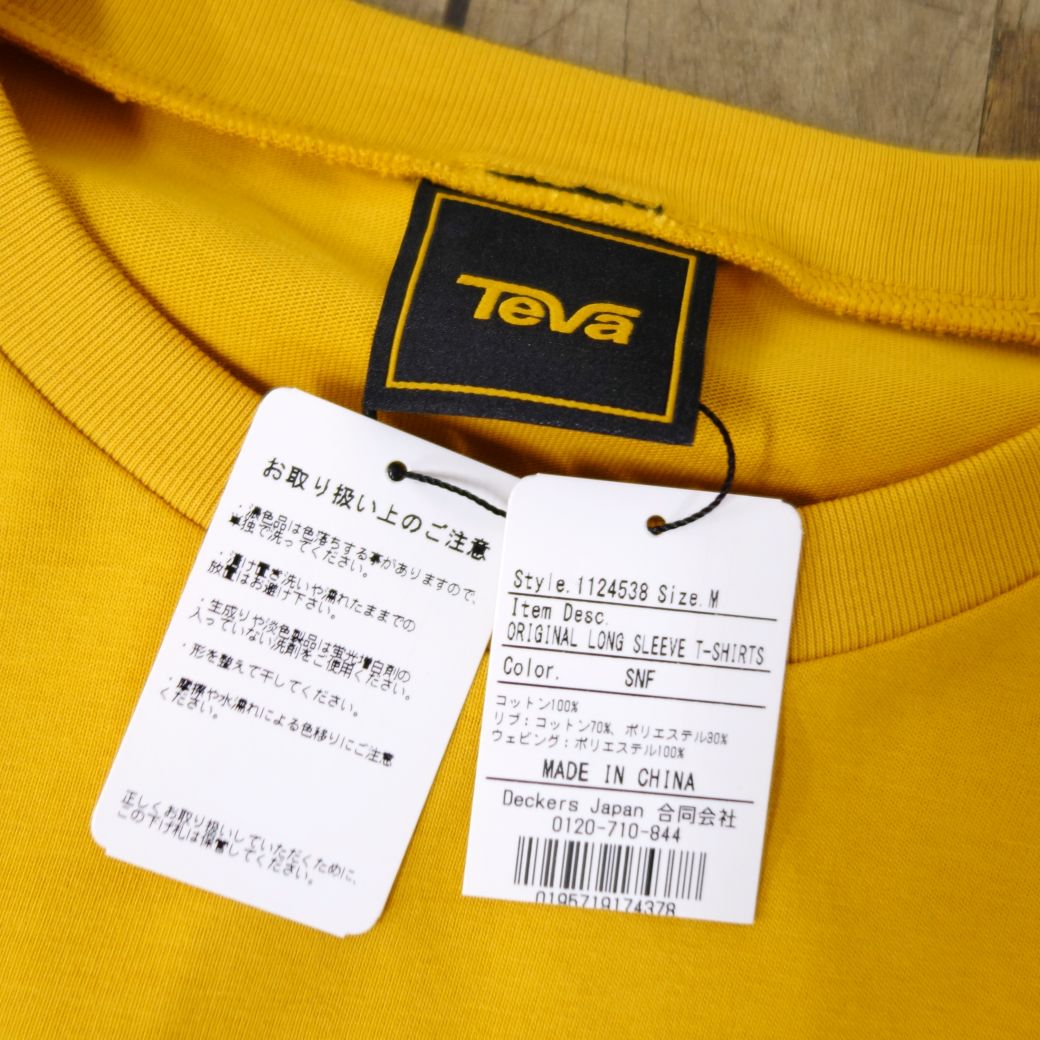 Teva
お取り扱い上のご注意
・濃色品は色落ちする事がありますので、
単独で洗ってください。
・漬け置き洗いや濡れたままでの
放置はお避け下さい。
・生成りや淡色製品は蛍光増白剤の
入っていない洗剤をご使用ください。
・形を整えて干してください。
・摩擦や水濡れによる色移りにご注意
ください。
正しくお取り扱いしていただくために、
この下げ札は保管してください。
Style.1124538 Size.M
Item Desc.
ORIGINAL LONG SLEEVE T-SHIRTS
Color. SNF
コットン100%
リブ：コットン70%、ポリエステル30%
ウェビング：ポリエステル100%
MADE IN CHINA
Deckers Japan 合同会社
0120-710-844
0195719174378